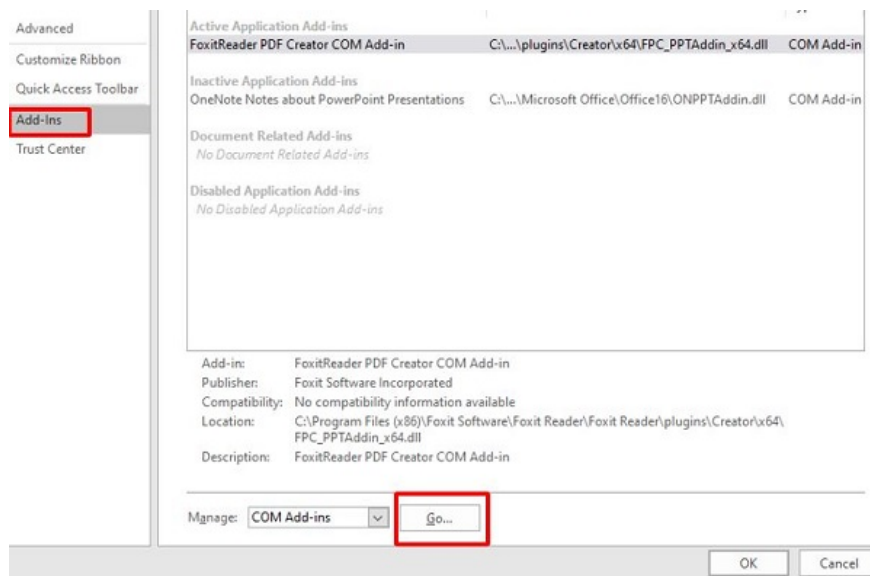 Advanced
Customize Ribbon
Quick Access Toolbar
Add-Ins
Trust Center
Active Application Add-ins
FoxitReader PDF Creator COM Add-in C:\...\plugins\Creator\x64\FPC_PPTAddin_x64.dll COM Add-in
Inactive Application Add-ins
OneNote Notes about PowerPoint Presentations C:\...\Microsoft Office\Office16\ONPPTAddin.dll COM Add-in
Document Related Add-ins
No Document Related Add-ins
Disabled Application Add-ins
No Disabled Application Add-ins
Add-in: FoxitReader PDF Creator COM Add-in
Publisher: Foxit Software Incorporated
Compatibility: No compatibility information available
Location: C:\Program Files (x86)\Foxit Software\Foxit Reader\Foxit Reader\plugins\Creator\x64\
FPC_PPTAddin_x64.dll
Description: FoxitReader PDF Creator COM Add-in
Manage: COM Add-ins Go...
OK Cancel